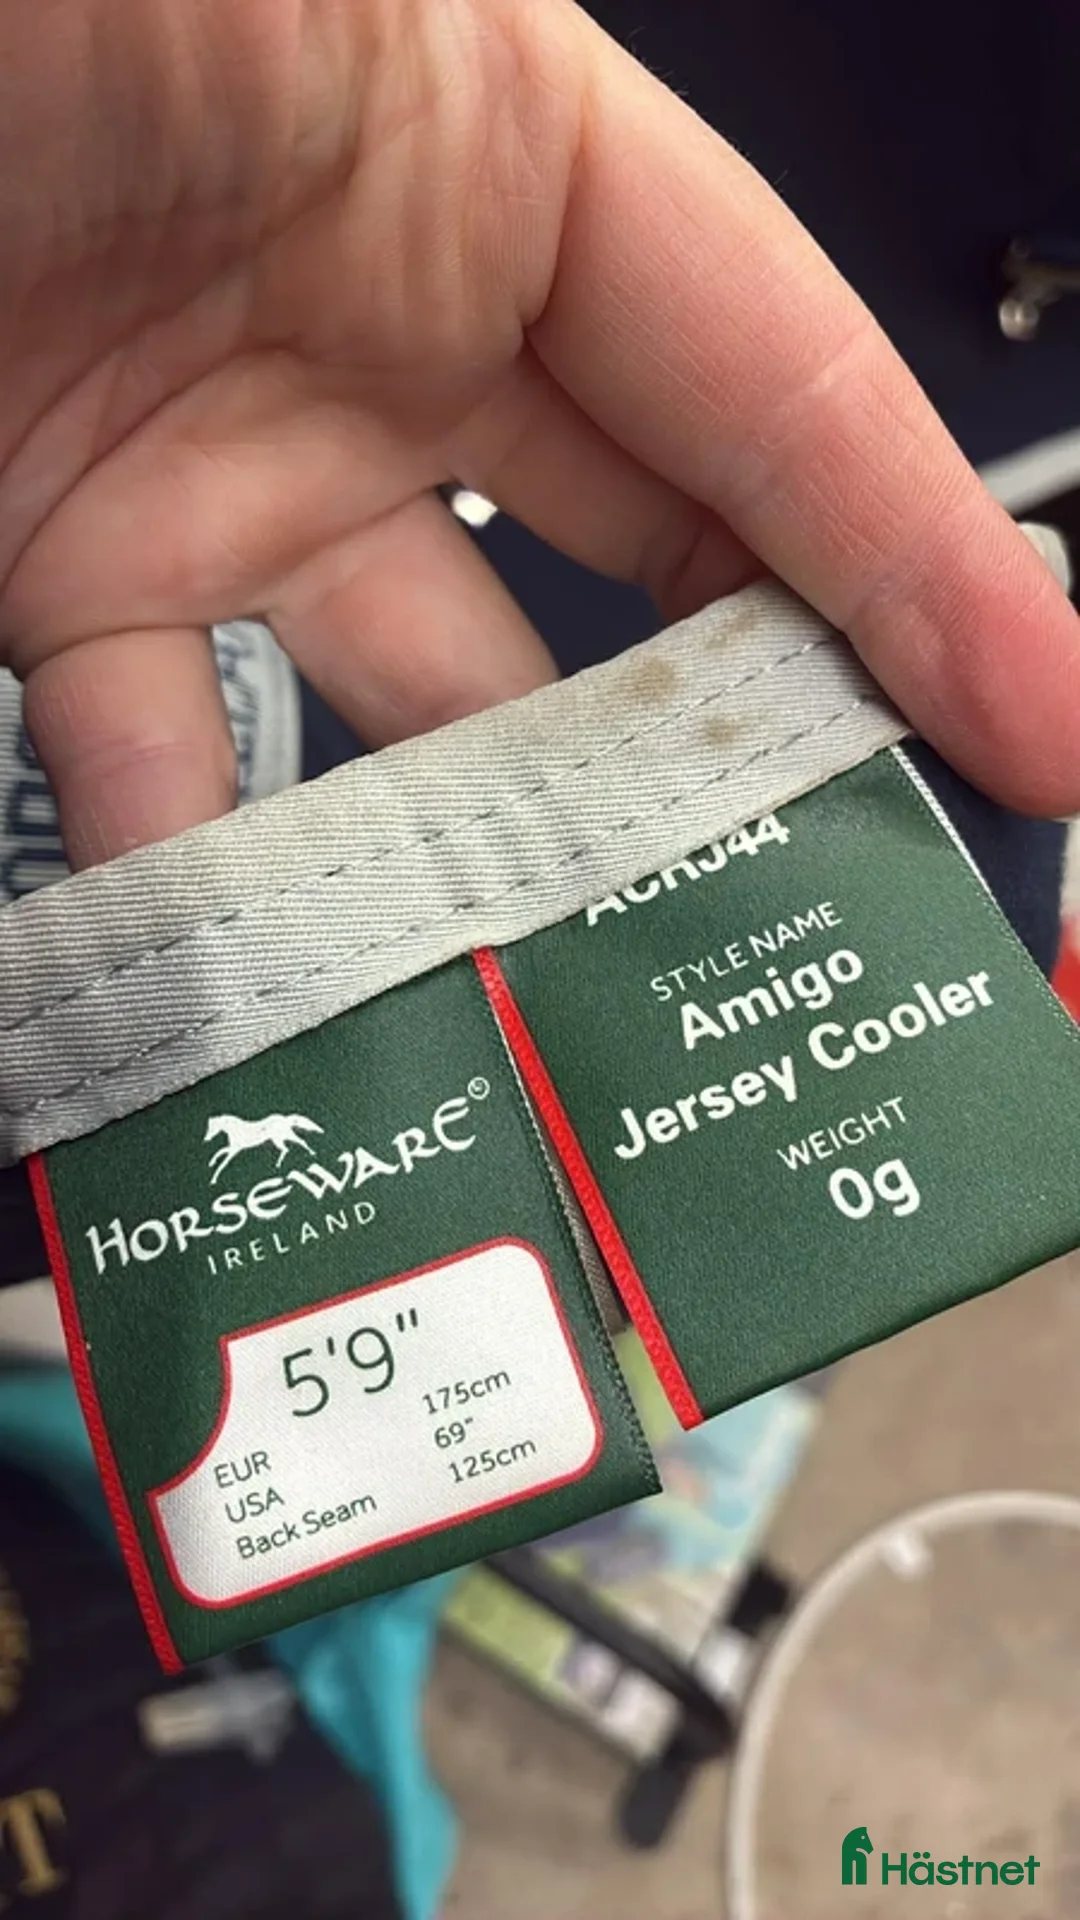 HORSEWARE©
IRELAND
5'9"
EUR 175cm
USA 69"
Back Seam 125cm
ACRJ44
STYLE NAME
Amigo
Jersey Cooler
WEIGHT
0g
Hästnet